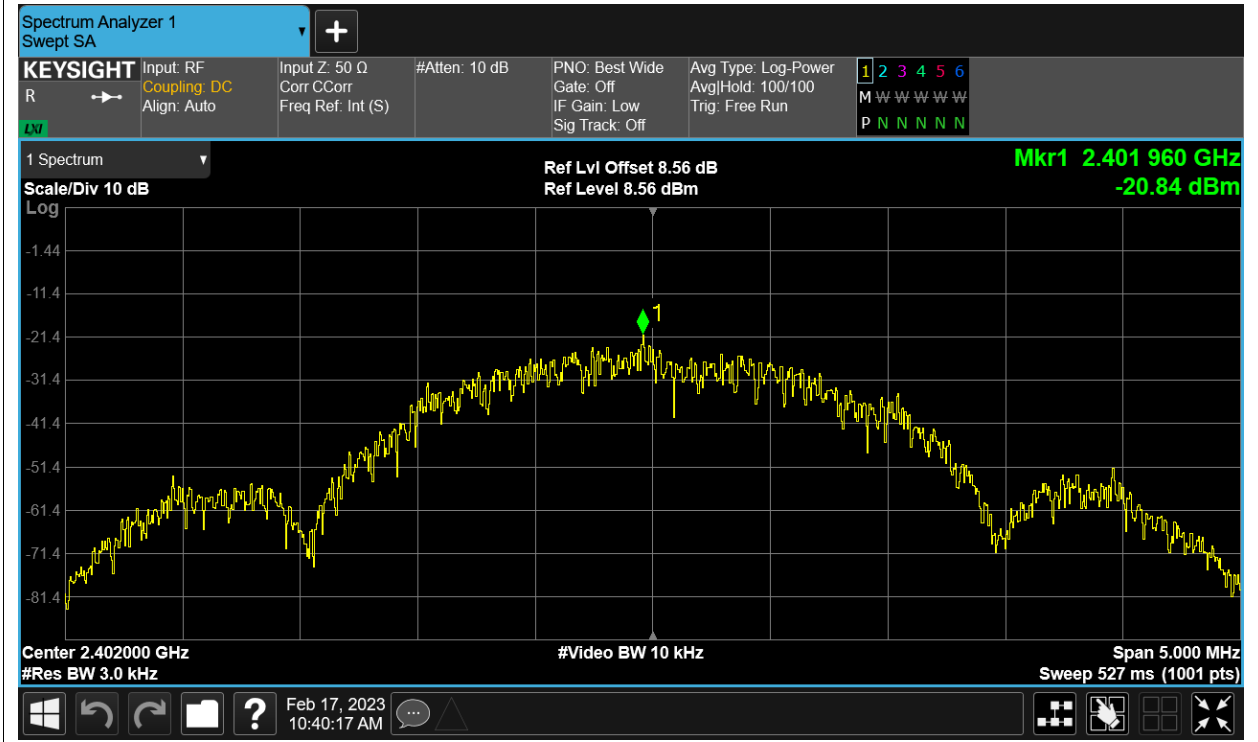 Spectrum Analyzer 1
Swept SA
KEYSIGHT
R
LXI
Input: RF
Coupling: DC
Align: Auto
Input Z: 50 Ω
Corr CCorr
Freq Ref: Int (S)
#Atten: 10 dB
PNO: Best Wide
Gate: Off
IF Gain: Low
Sig Track: Off
Avg Type: Log-Power
Avg|Hold: 100/100
Trig: Free Run
1 2 3 4 5 6
M W W W W W W
P N N N N N N
1 Spectrum
Scale/Div 10 dB
Log
Ref Lvl Offset 8.56 dB
Ref Level 8.56 dBm
Mkr1 2.401 960 GHz
-20.84 dBm
1
-1.44
-11.4
-21.4
-31.4
-41.4
-51.4
-61.4
-71.4
-81.4
Center 2.402000 GHz
#Video BW 10 kHz
Span 5.000 MHz
#Res BW 3.0 kHz
Sweep 527 ms (1001 pts)
?
Feb 17, 2023
10:40:17 AM